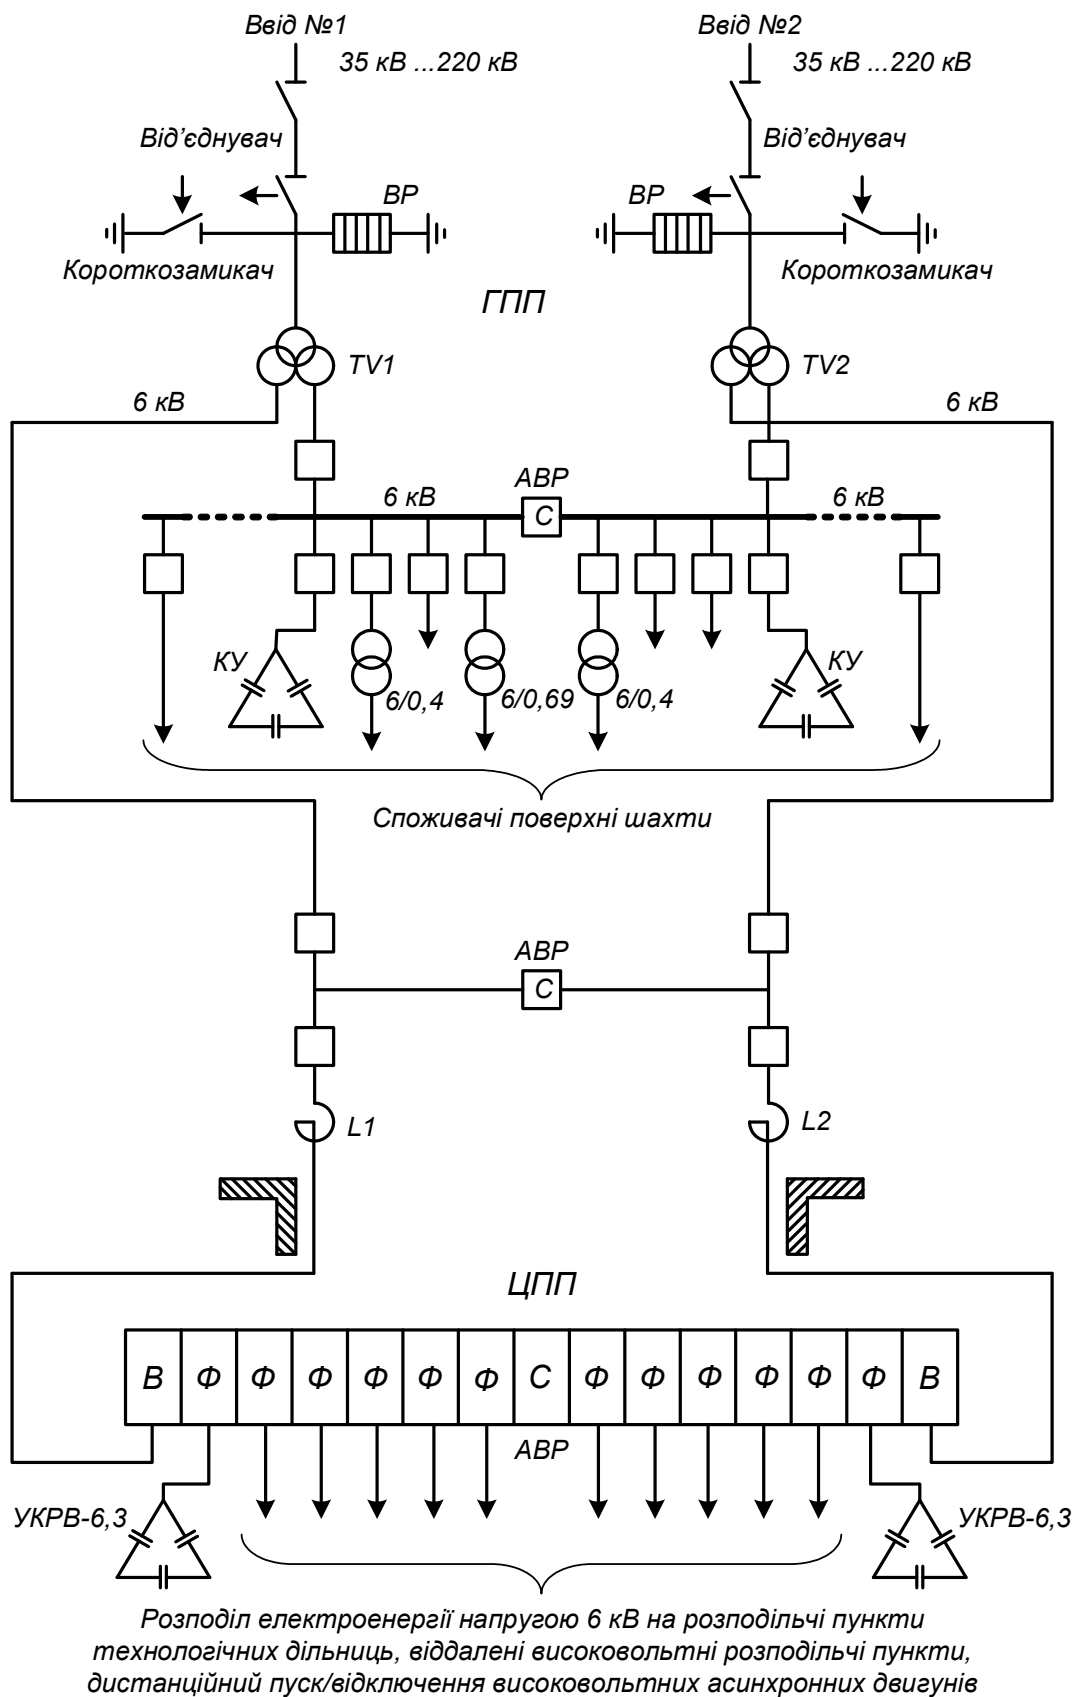 Ввід №1
Ввід №2
35 кВ ...220 кВ
35 кВ ...220 кВ
Від’єднувач
Від’єднувач
ВР
ВР
Короткозамикач
Короткозамикач
ГПП
TV1
TV2
6 кВ
6 кВ
АВР
6 кВ
6 кВ
С
КУ
КУ
6/0,4
6/0,69
6/0,4
Споживачі поверхні шахти
АВР
С
L1
L2
ЦПП
В Ф Ф Ф Ф Ф Ф С Ф Ф Ф Ф Ф Ф В
АВР
УКРВ-6,3
УКРВ-6,3
Розподіл електроенергії напругою 6 кВ на розподільчі пункти
технологічних дільниць, віддалені високовольтні розподільчі пункти,
дистанційний пуск/відключення високовольтних асинхронних двигунів